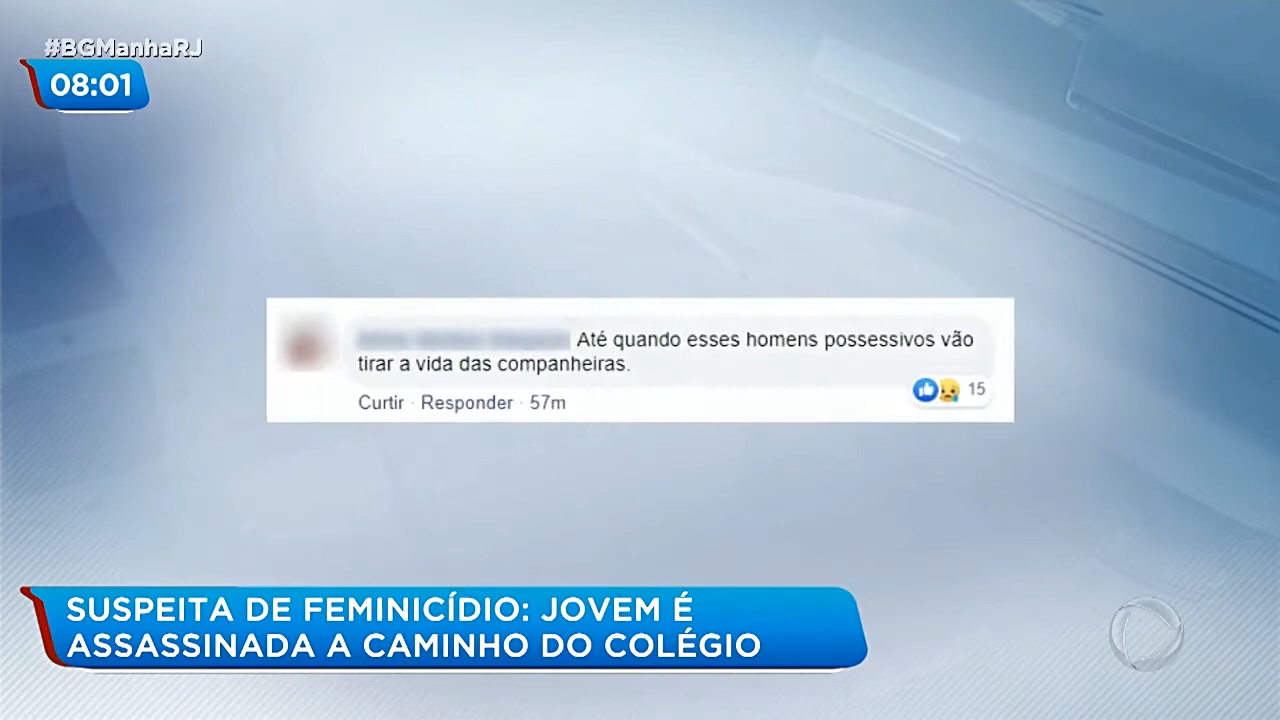 #BGManhaRJ
08:01
Até quando esses homens possessivos vão
tirar a vida das companheiras.
15
Curtir · Responder · 57m
SUSPEITA DE FEMINICÍDIO: JOVEM É
ASSASSINADA A CAMINHO DO COLÉGIO